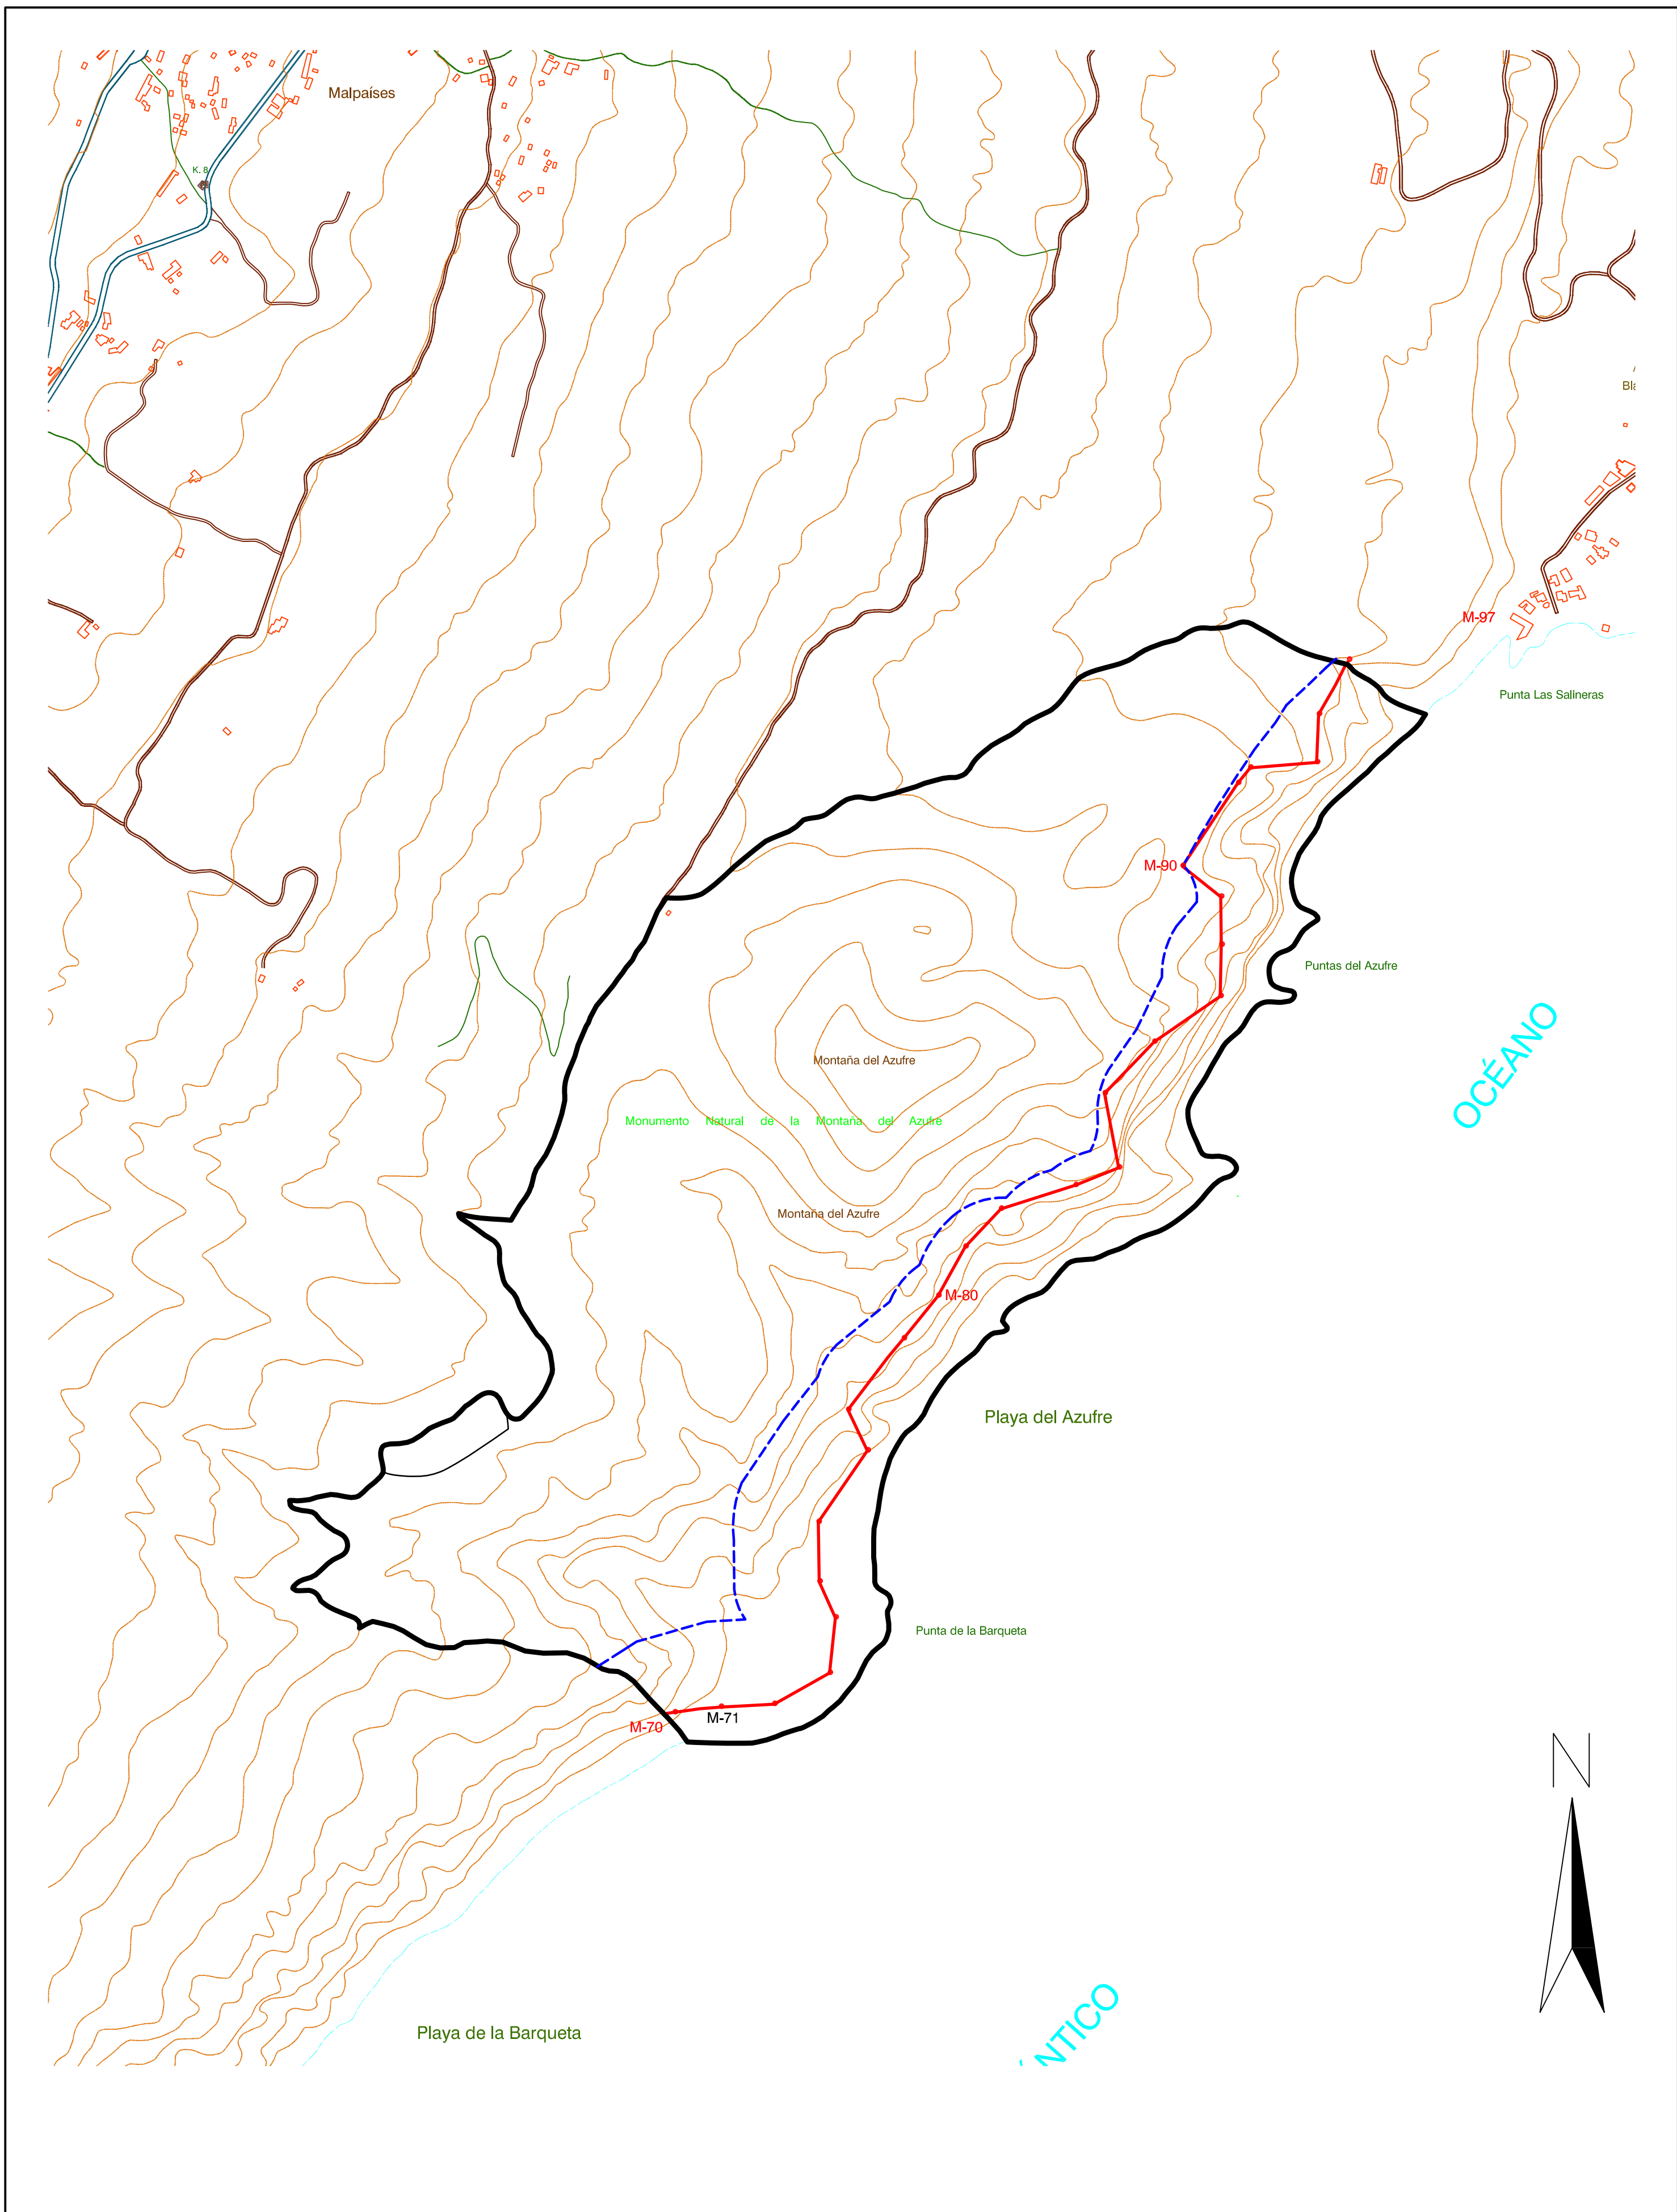 Malpaíses
K. 8
M-97
Punta Las Salineras
M-90
Puntas del Azufre
OCÉANO
Montaña del Azufre
Monumento Natural de la Montaña del Azufre
Montaña del Azufre
M-80
Playa del Azufre
Punta de la Barqueta
M-71
M-70
N
NTICO
Playa de la Barqueta